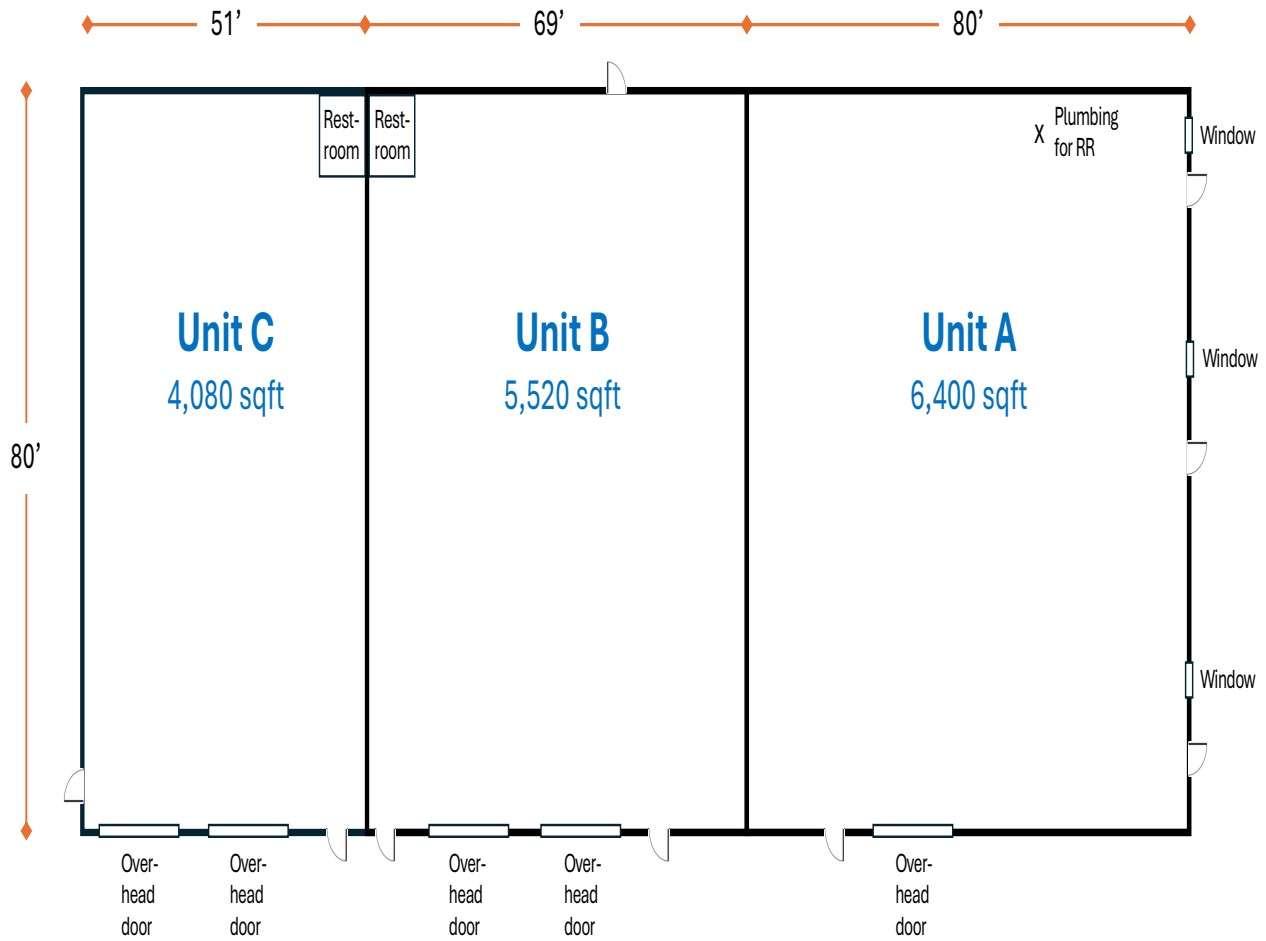 51’
69’
80’
Rest-
room
Rest-
room
X
Plumbing
for RR
Window
Unit C
4,080 sqft
Unit B
5,520 sqft
Unit A
6,400 sqft
Window
80’
Window
Over-
head
door
Over-
head
door
Over-
head
door
Over-
head
door
Over-
head
door